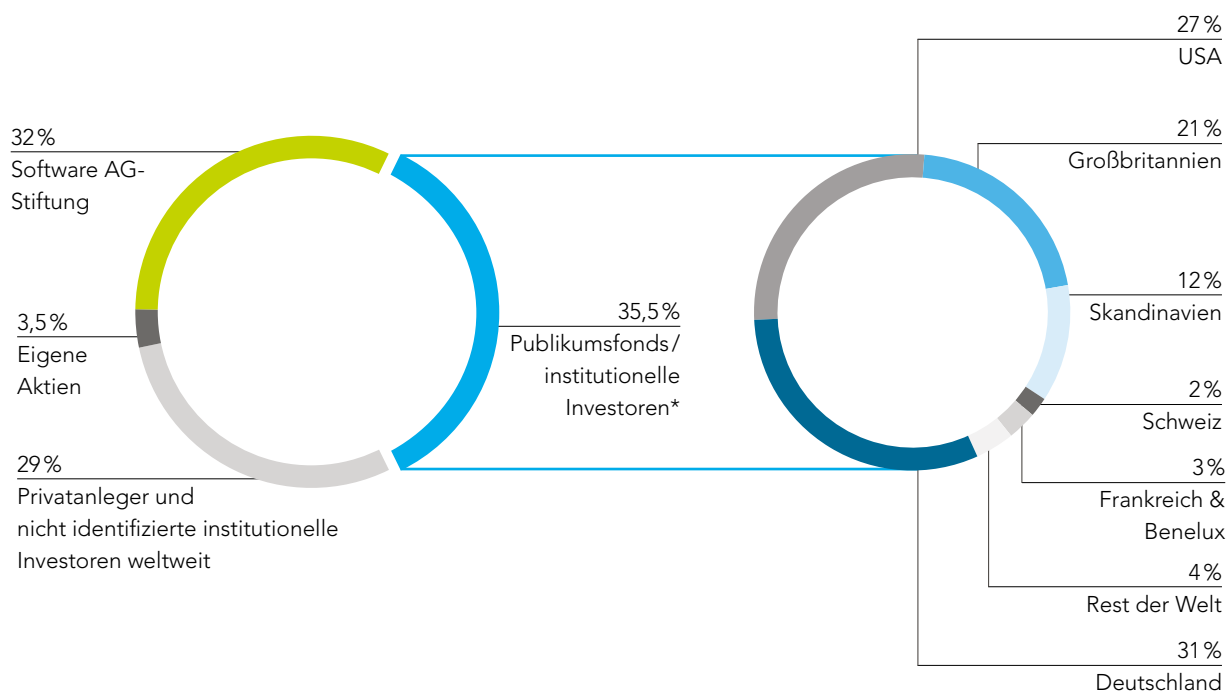 32 %
Software AG-
Stiftung
3,5 %
Eigene
Aktien
29 %
Privatanleger und
nicht identifizierte institutionelle
Investoren weltweit
35,5 %
Publikumsfonds /
institutionelle
Investoren*
27 %
USA
21 %
Großbritannien
12 %
Skandinavien
2 %
Schweiz
3 %
Frankreich &
Benelux
4 %
Rest der Welt
31 %
Deutschland